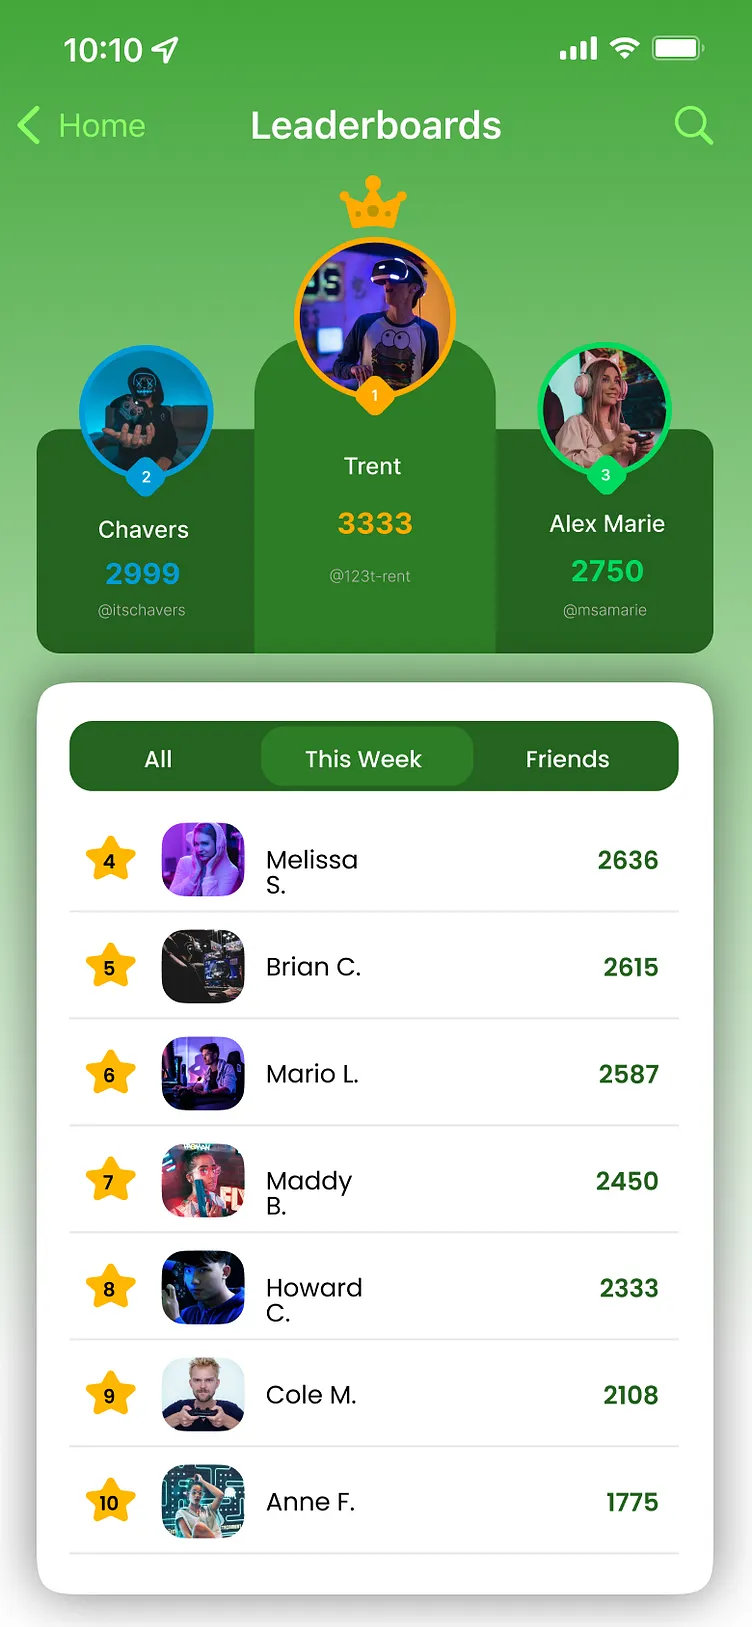 10:10
Home
Leaderboards
1
2
3
Trent
3333
@123t-rent
Chavers
2999
@itschavers
Alex Marie
2750
@msamarie
All
This Week
Friends
4
Melissa
S.
2636
5
Brian C.
2615
6
Mario L.
2587
7
Maddy
B.
2450
8
Howard
C.
2333
9
Cole M.
2108
10
Anne F.
1775